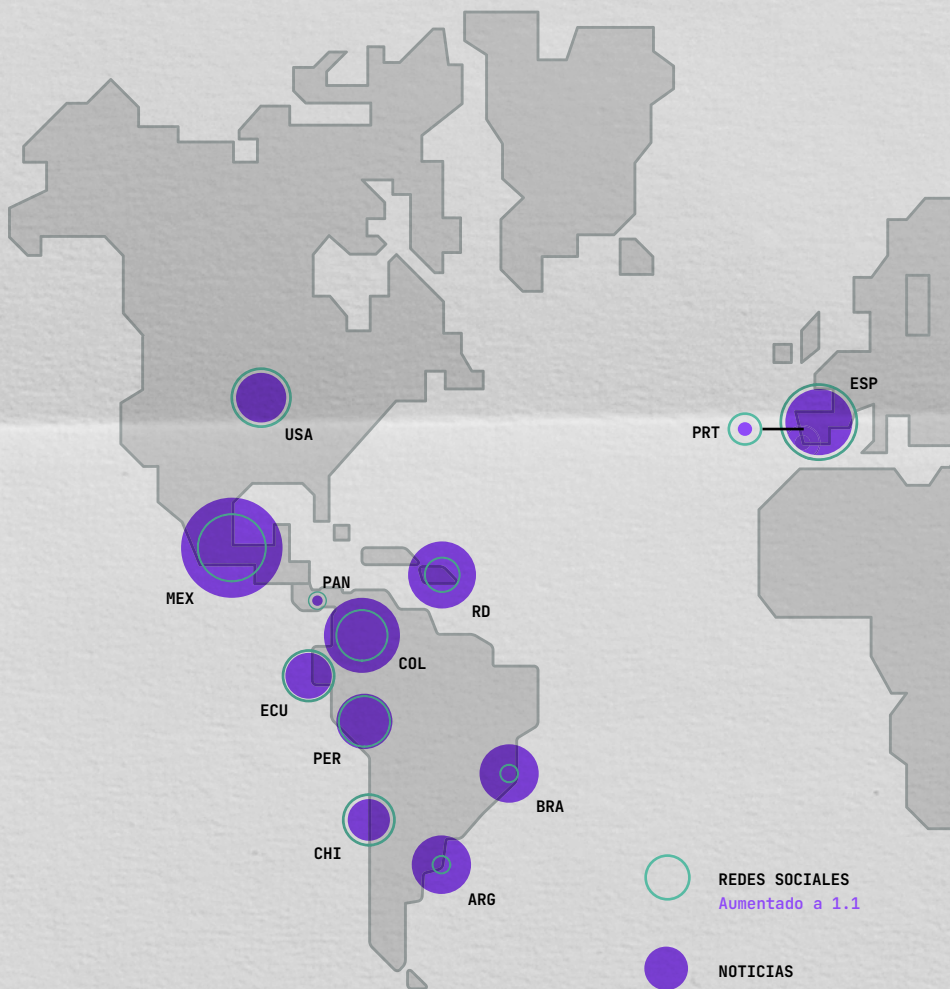 ESP
PRT
USA
PAN
MEX
RD
COL
ECU
PER
BRA
CHI
ARG
REDES SOCIALES
Aumentado a 1.1
NOTICIAS